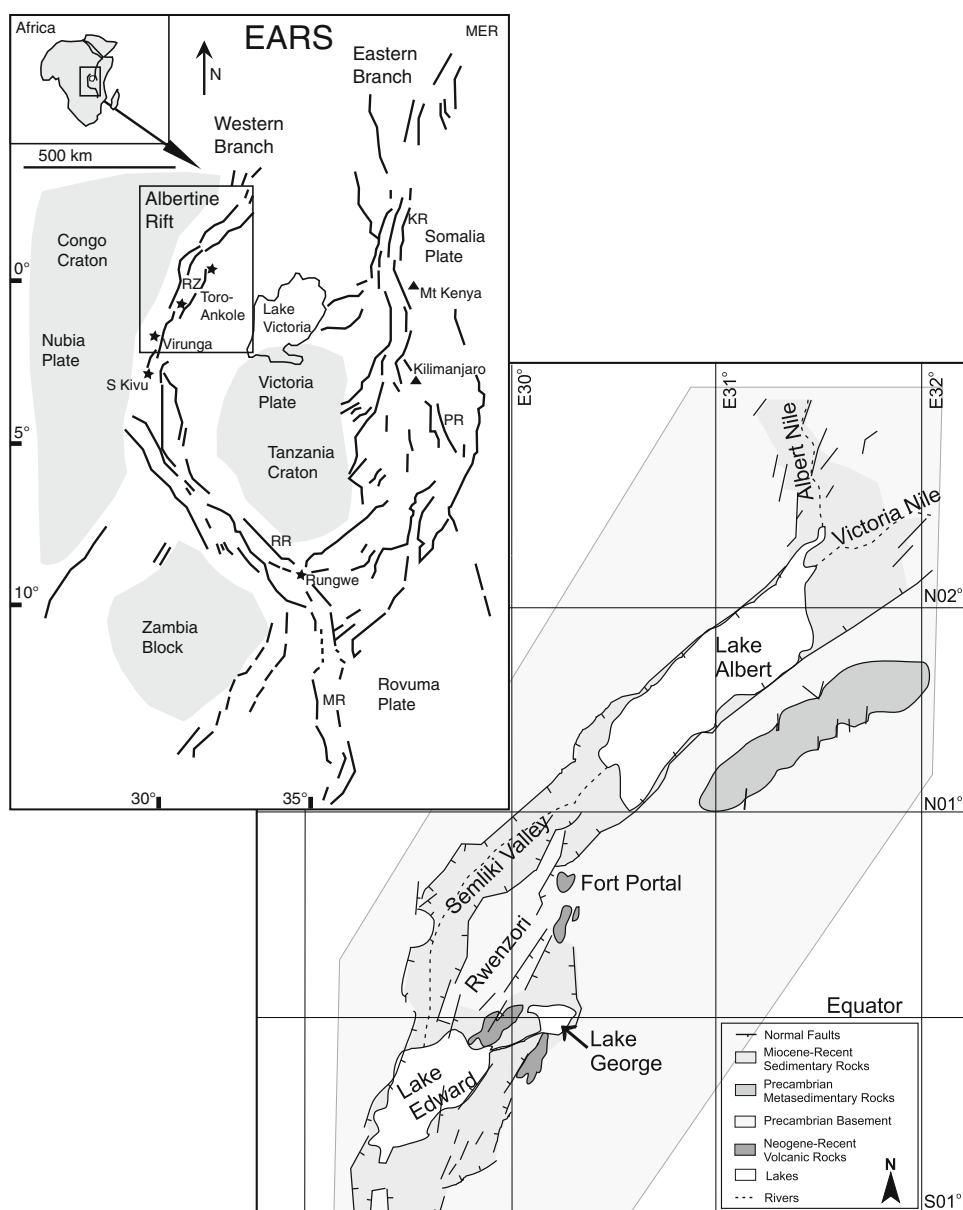 Africa
EARS
MER
N
Eastern
Branch
Western
Branch
500 km
Albertine
Rift
KR
Somalia
Plate
Congo
Craton
0°
RZ
Toro-
Ankole
Mt Kenya
Lake
Victoria
Nubia
Plate
Virunga
S Kivu
Kilimanjaro
Victoria
Plate
PR
5°
Tanzania
Craton
RR
Rungwe
10°
Zambia
Block
MR
Rovuma
Plate
30°
35°
E30°
E31°
E32°
Albert Nile
Victoria Nile
N02°
Lake
Albert
N01°
Semliki Valley
Fort Portal
Rwenzori
Equator
Lake
George
Lake
Edward
Normal Faults
Miocene-Recent
Sedimentary Rocks
Precambrian
Metasedimentary Rocks
Precambrian Basement
Neogene-Recent
Volcanic Rocks
Lakes
Rivers
N
S01°